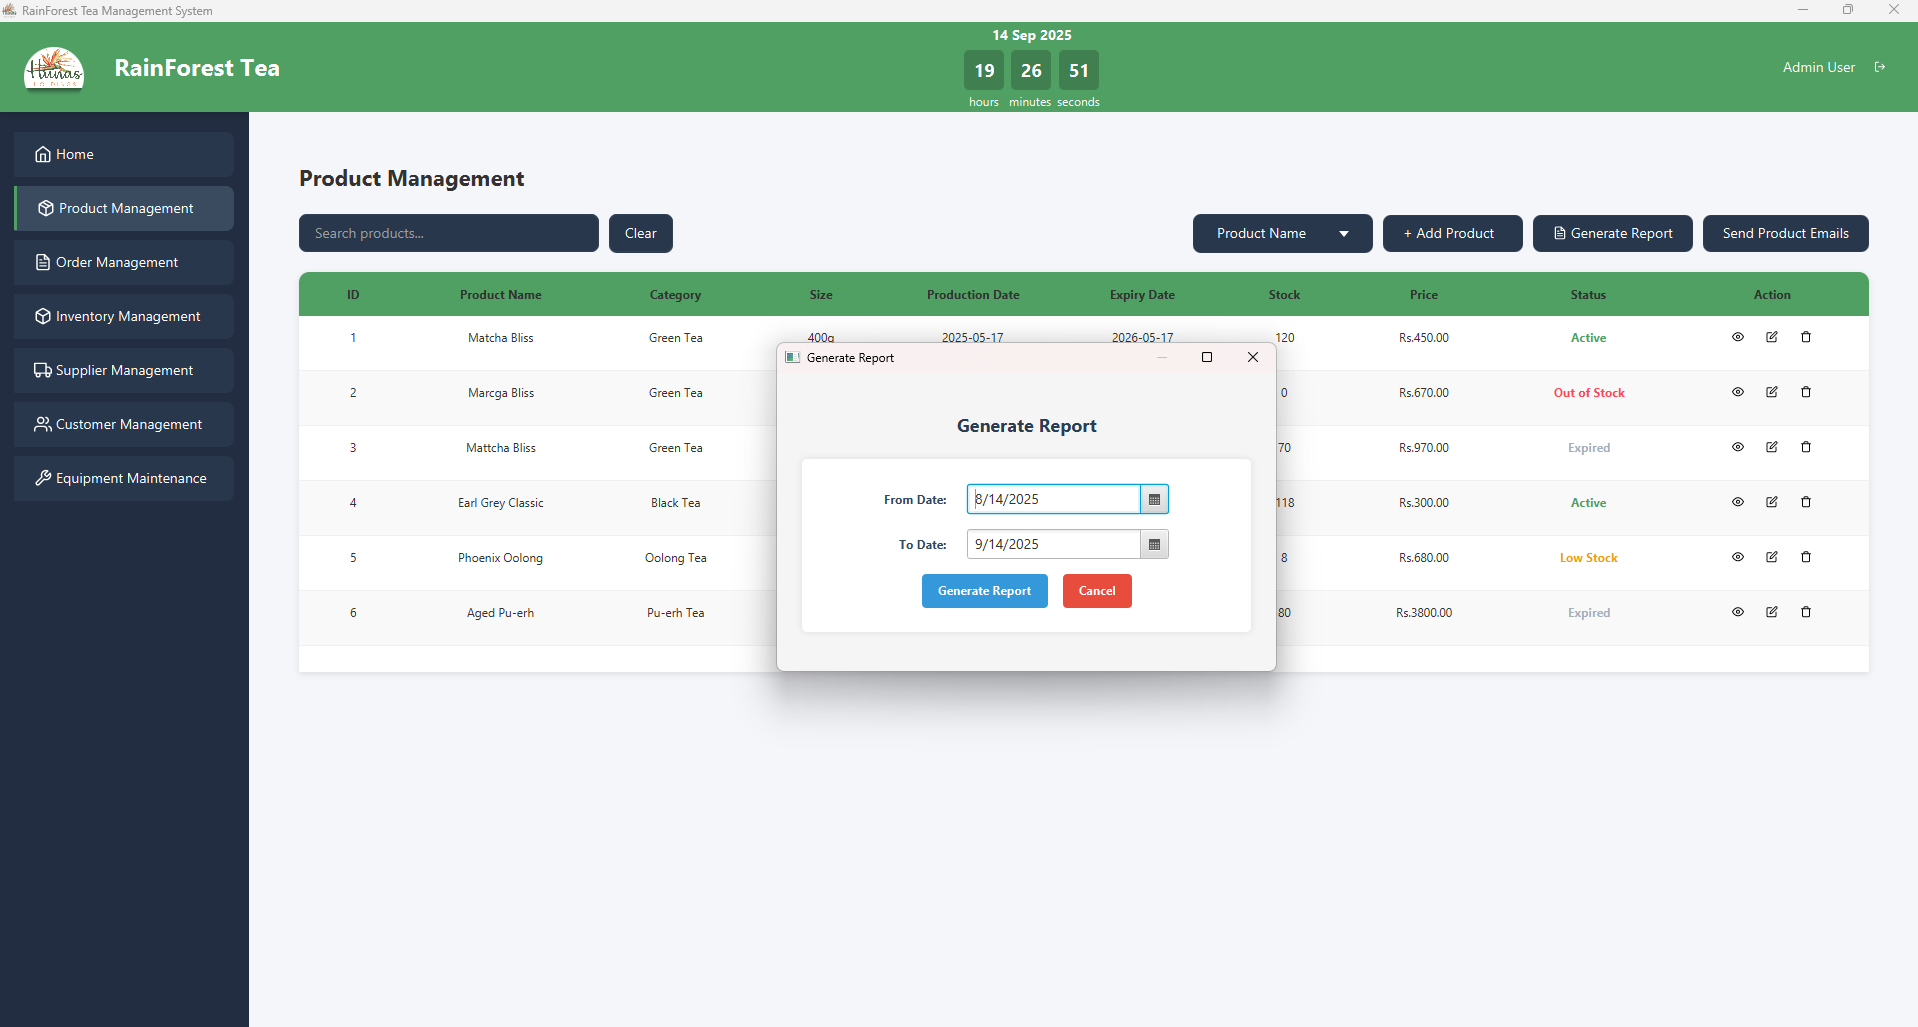 RainForest Tea Management System
14 Sep 2025
Hunas
RainForest Tea
19 26 51
hours minutes seconds
Admin User
Home
Product Management
Order Management
Inventory Management
Supplier Management
Customer Management
Equipment Maintenance
Product Management
Search products...
Clear
Product Name
+ Add Product
Generate Report
Send Product Emails
ID Product Name Category Size Production Date Expiry Date Stock Price Status Action
1 Matcha Bliss Green Tea 400g 2025-05-17 2026-05-17 120 Rs.450.00 Active
2 Marcga Bliss Green Tea 0 Rs.670.00 Out of Stock
3 Mattcha Bliss Green Tea 70 Rs.970.00 Expired
4 Earl Grey Classic Black Tea 118 Rs.300.00 Active
5 Phoenix Oolong Oolong Tea 8 Rs.680.00 Low Stock
6 Aged Pu-erh Pu-erh Tea 80 Rs.3800.00 Expired
Generate Report
Generate Report
From Date: 8/14/2025
To Date: 9/14/2025
Generate Report
Cancel